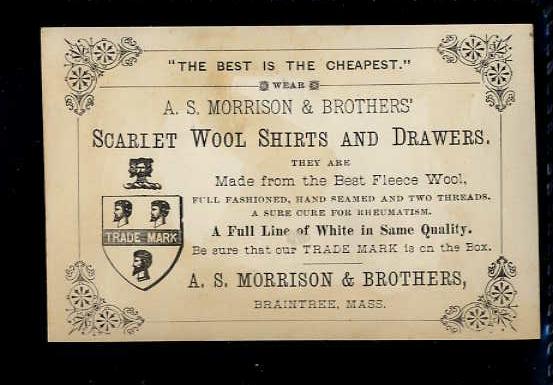 "THE BEST IS THE CHEAPEST."
WEAR
A. S. MORRISON & BROTHERS'
SCARLET WOOL SHIRTS AND DRAWERS.
THEY ARE
Made from the Best Fleece Wool,
FULL FASHIONED, HAND SEAMED AND TWO THREADS.
A SURE CURE FOR RHEUMATISM.
A Full Line of White in Same Quality.
Be sure that our TRADE MARK is on the Box.
TRADE MARK
A. S. MORRISON & BROTHERS,
BRAINTREE, MASS.